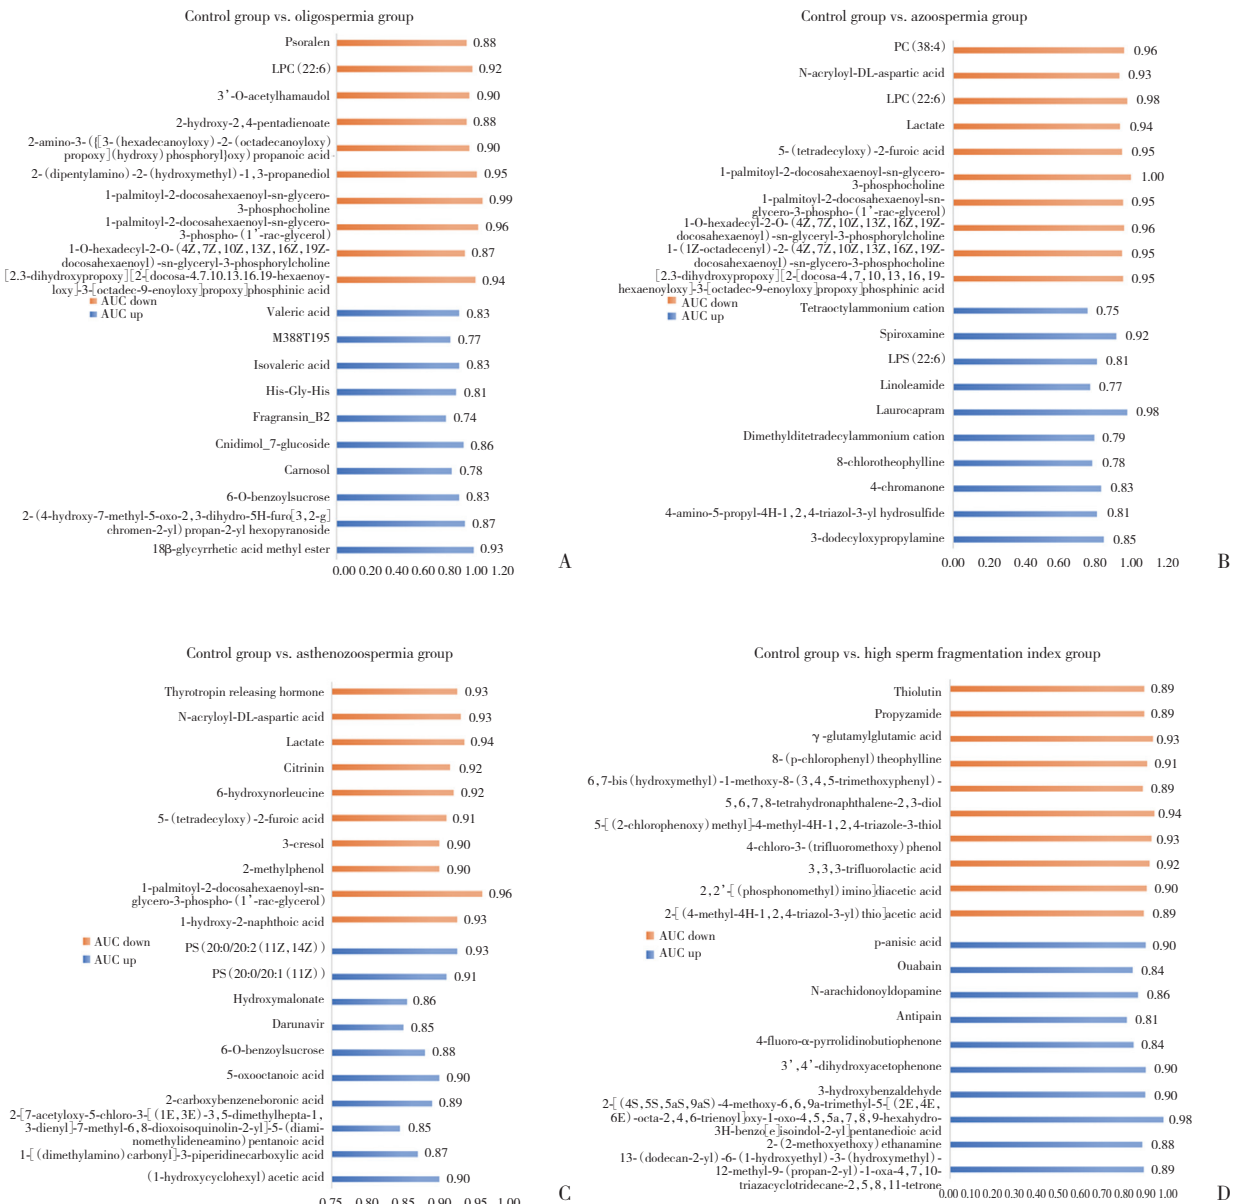 Control group vs. oligospermia group
Psoralen 0.88
LPC (22:6) 0.92
3’-O-acetylhamaudol 0.90
2-hydroxy-2,4-pentadienoate 0.88
2-amino-3-({[3-(hexadecanoyloxy)-2-(octadecanoyloxy)
propoxy](hydroxy)phosphoryl}oxy)propanoic acid 0.90
2-(dipentylamino)-2-(hydroxymethyl)-1,3-propanediol 0.95
1-palmitoyl-2-docosahexaenoyl-sn-glycero-
3-phosphocholine 0.99
1-palmitoyl-2-docosahexaenoyl-sn-glycero-
3-phospho-(1’-rac-glycerol) 0.96
1-O-hexadecyl-2-O-(4Z,7Z,10Z,13Z,16Z,19Z-
docosahexaenoyl)-sn-glyceryl-3-phosphorylcholine 0.87
[2.3-dihydroxypropoxy][2-[docosa-4.7.10.13.16.19-hexaenoy-
loxy]-3-[octadec-9-enoyloxy]propoxy]phosphinic acid 0.94
AUC down
AUC up
Valeric acid 0.83
M388T195 0.77
Isovaleric acid 0.83
His-Gly-His 0.81
Fragransin_B2 0.74
Cnidimol_7-glucoside 0.86
Carnosol 0.78
6-O-benzoylsucrose 0.83
2-(4-hydroxy-7-methyl-5-oxo-2,3-dihydro-5H-furo[3,2-g]
chromen-2-yl)propan-2-yl hexopyranoside 0.87
18β-glycyrrhetic acid methyl ester 0.93
0.00 0.20 0.40 0.60 0.80 1.00 1.20
A
Control group vs. azoospermia group
PC (38:4) 0.96
N-acryloyl-DL-aspartic acid 0.93
LPC (22:6) 0.98
Lactate 0.94
5-(tetradecyloxy)-2-furoic acid 0.95
1-palmitoyl-2-docosahexaenoyl-sn-glycero-
3-phosphocholine 1.00
1-palmitoyl-2-docosahexaenoyl-sn-
glycero-3-phospho-(1’-rac-glycerol) 0.95
1-O-hexadecyl-2-O-(4Z,7Z,10Z,13Z,16Z,19Z-
docosahexaenoyl)-sn-glyceryl-3-phosphorylcholine 0.96
1-(1Z-octadecenyl)-2-(4Z,7Z,10Z,13Z,16Z,19Z-
docosahexaenoyl)-sn-glycero-3-phosphocholine 0.95
[2.3-dihydroxypropoxy][2-[docosa-4,7,10,13,16,19-
hexaenoyloxy]-3-[octadec-9-enoyloxy]propoxy]phosphinic acid 0.95
AUC down
AUC up
Tetraoctylammonium cation 0.75
Spiroxamine 0.92
LPS (22:6) 0.81
Linoleamide 0.77
Laurocapram 0.98
Dimethylditetradecylammonium cation 0.79
8-chlorotheophylline 0.78
4-chromanone 0.83
4-amino-5-propyl-4H-1,2,4-triazol-3-yl hydrosulfide 0.81
3-dodecyloxypropylamine 0.85
0.00 0.20 0.40 0.60 0.80 1.00 1.20
B
Control group vs. asthenozoospermia group
Thyrotropin releasing hormone 0.93
N-acryloyl-DL-aspartic acid 0.93
Lactate 0.94
Citrinin 0.92
6-hydroxynorleucine 0.92
5-(tetradecyloxy)-2-furoic acid 0.91
3-cresol 0.90
2-methylphenol 0.90
1-palmitoyl-2-docosahexaenoyl-sn-
glycero-3-phospho-(1’-rac-glycerol) 0.96
1-hydroxy-2-naphthoic acid 0.93
AUC down
AUC up
PS (20:0/20:2 (11Z,14Z)) 0.93
PS (20:0/20:1 (11Z)) 0.91
Hydroxymalonate 0.86
Darunavir 0.85
6-O-benzoylsucrose 0.88
5-oxooctanoic acid 0.90
2-carboxybenzeneboronic acid 0.89
2-[7-acetyloxy-5-chloro-3-[(1E,3E)-3,5-dimethylhepta-1,
3-dienyl]-7-methyl-6,8-dioxoisoquinolin-2-yl]-5-(diami-
nomethylideneamino)pentanoic acid 0.85
1-[(dimethylamino)carbonyl]-3-piperidinecarboxylic acid 0.87
(1-hydroxycyclohexyl)acetic acid 0.90
0.75 0.80 0.85 0.90 0.95 1.00
C
Control group vs. high sperm fragmentation index group
Thiolutin 0.89
Propyzamide 0.89
γ-glutamylglutamic acid 0.93
8-(p-chlorophenyl)theophylline 0.91
6,7-bis(hydroxymethyl)-1-methoxy-8-(3,4,5-trimethoxyphenyl)- 0.89
5,6,7,8-tetrahydronaphthalene-2,3-diol
5-[(2-chlorophenoxy)methyl]-4-methyl-4H-1,2,4-triazole-3-thiol 0.94
4-chloro-3-(trifluoromethoxy)phenol 0.93
3,3,3-trifluorolactic acid 0.92
2,2’-[(phosphonomethyl)imino]diacetic acid 0.90
2-[(4-methyl-4H-1,2,4-triazol-3-yl)thio]acetic acid 0.89
AUC down
AUC up
p-anisic acid 0.90
Ouabain 0.84
N-arachidonoyldopamine 0.86
Antipain 0.81
4-fluoro-α-pyrrolidinobutiophenone 0.84
3’,4’-dihydroxyacetophenone 0.90
3-hydroxybenzaldehyde 0.90
2-[(4S,5S,5aS,9aS)-4-methoxy-6,6,9a-trimethyl-5-[(2E,4E,
6E)-octa-2,4,6-trienoyl]oxy-1-oxo-4,5,5a,7,8,9-hexahydro-
3H-benzo[e]isoindol-2-yl]pentanedioic acid 0.98
2-(2-methoxyethoxy)ethanamine 0.88
13-(dodecan-2-yl)-6-(1-hydroxyethyl)-3-(hydroxymethyl)-
12-methyl-9-(propan-2-yl)-1-oxa-4,7,10-
triazacyclotridecane-2,5,8,11-tetrone 0.89
0.00 0.10 0.20 0.30 0.40 0.50 0.60 0.70 0.80 0.90 1.00
D